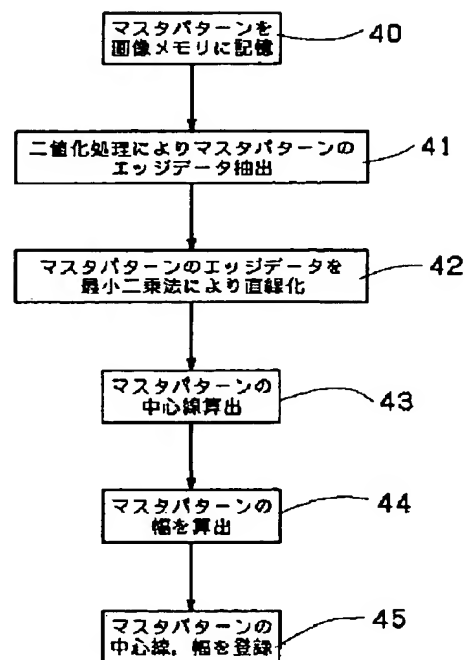 マスタパターンを
画像メモリに記憶
40
二値化処理によりマスタパターンの
エッジデータ抽出
41
マスタパターンのエッジデータを
最小二乗法により直線化
42
マスタパターンの
中心線算出
43
マスタパターンの
幅を算出
44
マスタパターンの
中心線，幅を登録
45